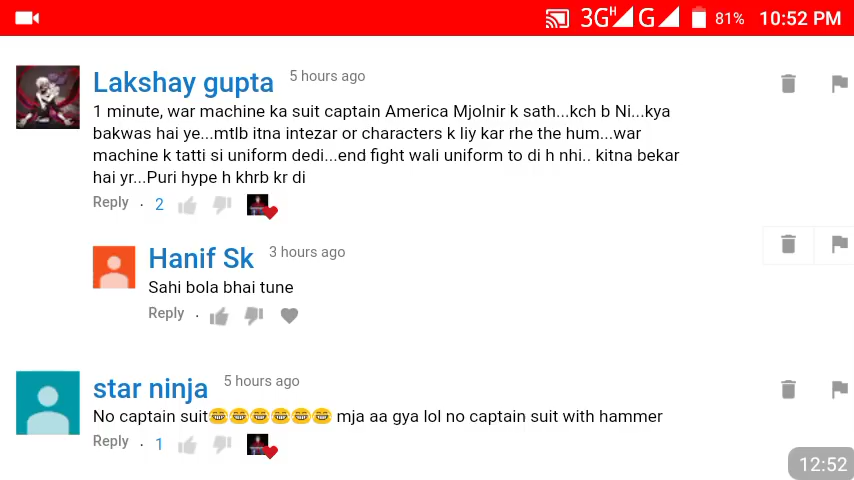 3G H G 81% 10:52 PM
Lakshay gupta 5 hours ago
1 minute, war machine ka suit captain America Mjolnir k sath...kch b Ni...kya
bakwas hai ye...mtlb itna intezar or characters k liy kar rhe the hum...war
machine k tatti si uniform dedi...end fight wali uniform to di h nhi.. kitna bekar
hai yr...Puri hype h khrb kr di
Reply . 2
Hanif Sk 3 hours ago
Sahi bola bhai tune
Reply .
star ninja 5 hours ago
No captain suit😂😂😂😂😂😂 mja aa gya lol no captain suit with hammer
Reply . 1
12:52